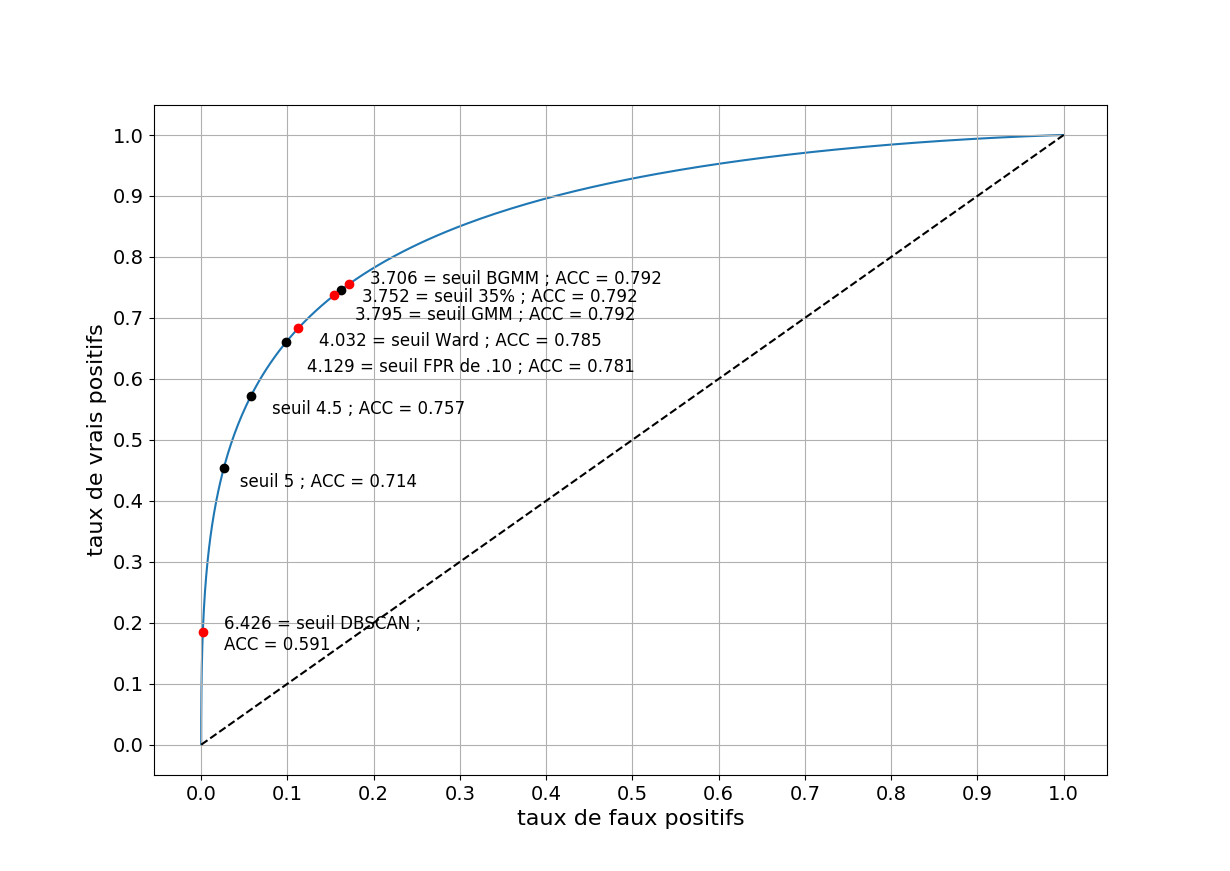 1.0
0.9
0.8
3.706 = seuil BGMM ; ACC = 0.792
3.752 = seuil 35% ; ACC = 0.792
3.795 = seuil GMM ; ACC = 0.792
0.7
4.032 = seuil Ward ; ACC = 0.785
4.129 = seuil FPR de .10 ; ACC = 0.781
0.6
seuil 4.5 ; ACC = 0.757
0.5
taux de vrais positifs
seuil 5 ; ACC = 0.714
0.4
0.3
0.2
6.426 = seuil DBSCAN ;
ACC = 0.591
0.1
0.0
0.0 0.1 0.2 0.3 0.4 0.5 0.6 0.7 0.8 0.9 1.0
taux de faux positifs